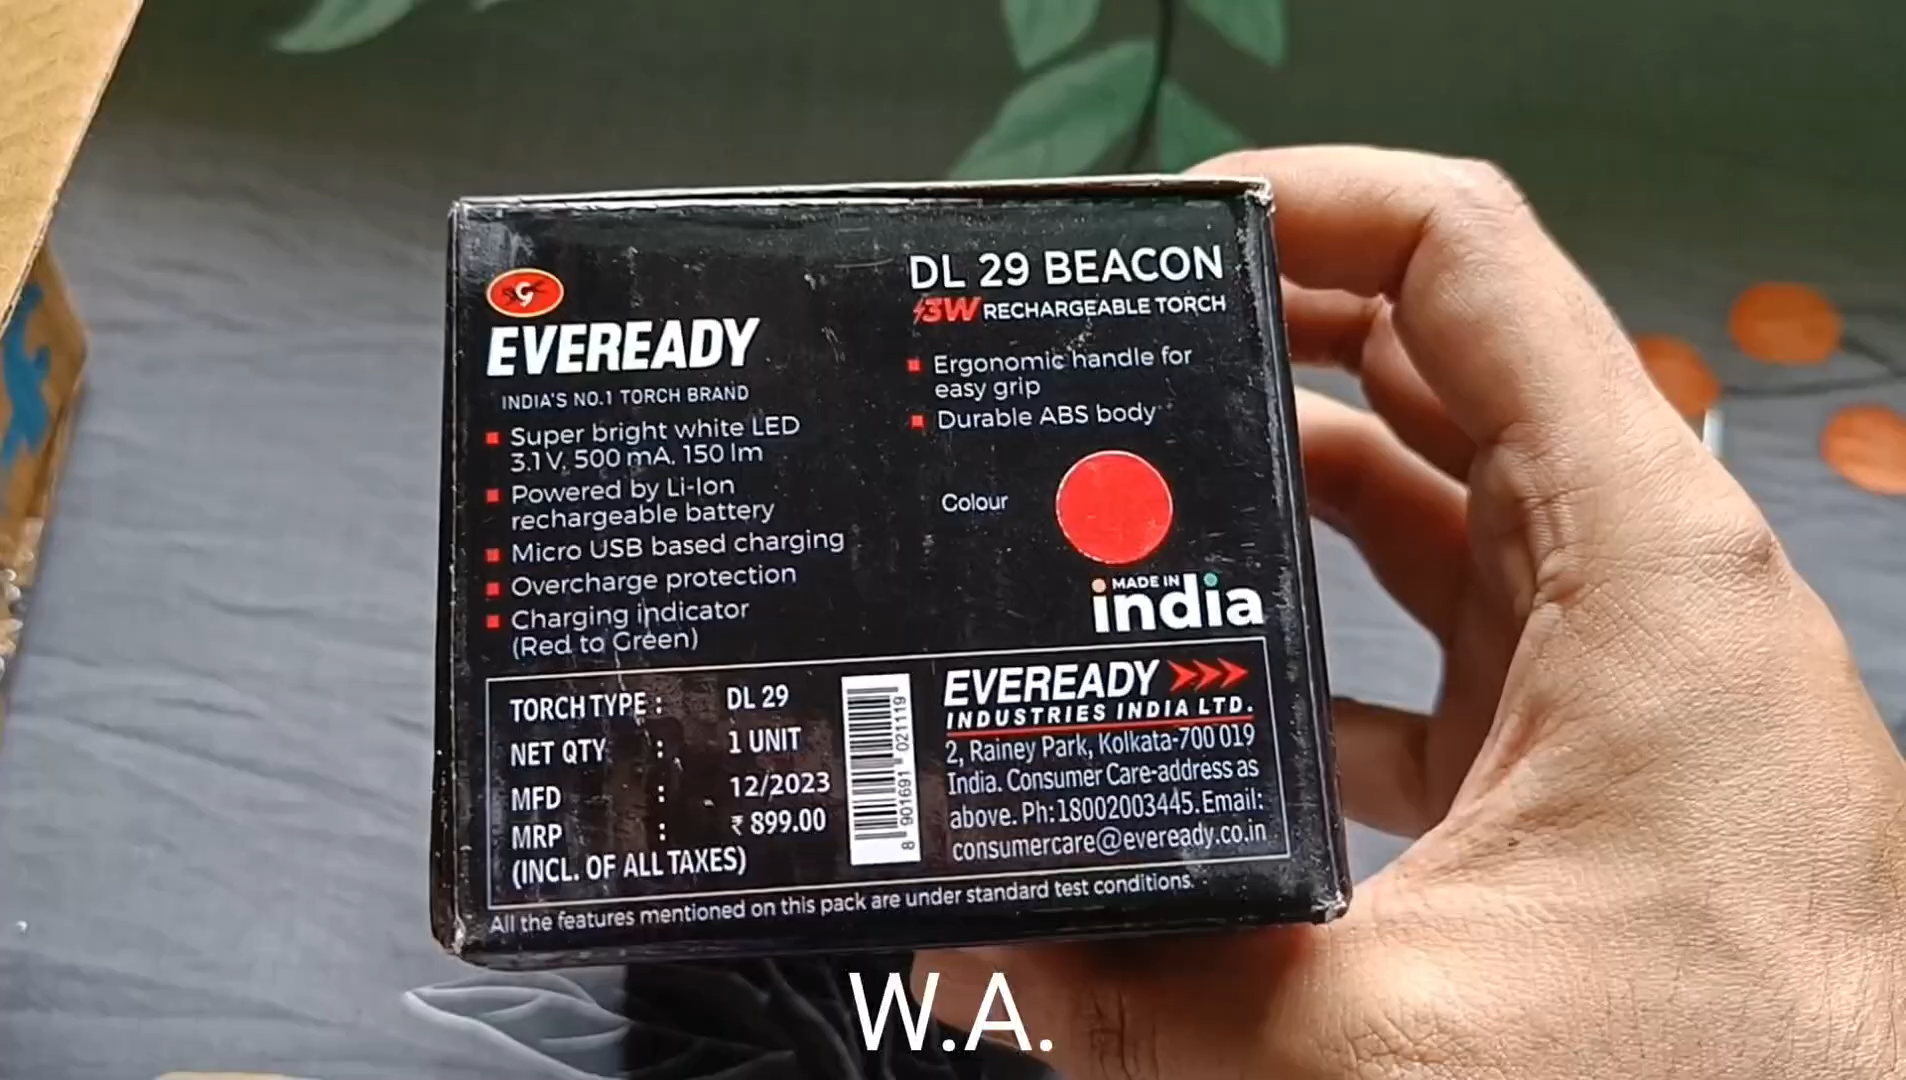 9
EVEREADY
INDIA'S NO.1 TORCH BRAND
Super bright white LED
3.1 V, 500 mA, 150 lm
Powered by Li-Ion
rechargeable battery
Micro USB based charging
Overcharge protection
Charging indicator
(Red to Green)
DL 29 BEACON
3W RECHARGEABLE TORCH
Ergonomic handle for
easy grip
Durable ABS body
Colour
MADE IN
india
TORCH TYPE : DL 29
NET QTY : 1 UNIT
MFD : 12/2023
MRP : ₹ 899.00
(INCL. OF ALL TAXES)
8 901691 021119
EVEREADY
INDUSTRIES INDIA LTD.
2, Rainey Park, Kolkata-700 019
India. Consumer Care-address as
above. Ph:18002003445. Email:
consumercare@eveready.co.in
All the features mentioned on this pack are under standard test conditions.
W.A.